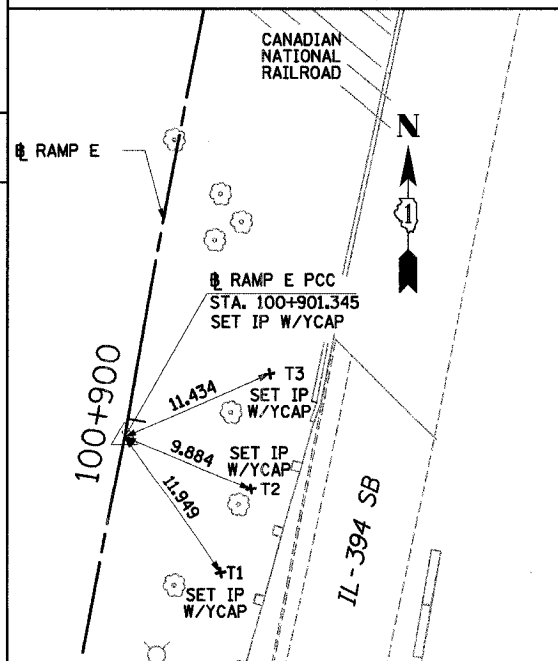 CANADIAN
NATIONAL
RAILROAD
N
1
℄ RAMP E
℄ RAMP E PCC
STA. 100+901.345
SET IP W/YCAP
100+900
11.434
T3
SET IP
W/YCAP
9.884
SET IP
W/YCAP
T2
11.949
T1
SET IP
W/YCAP
IL-394 SB